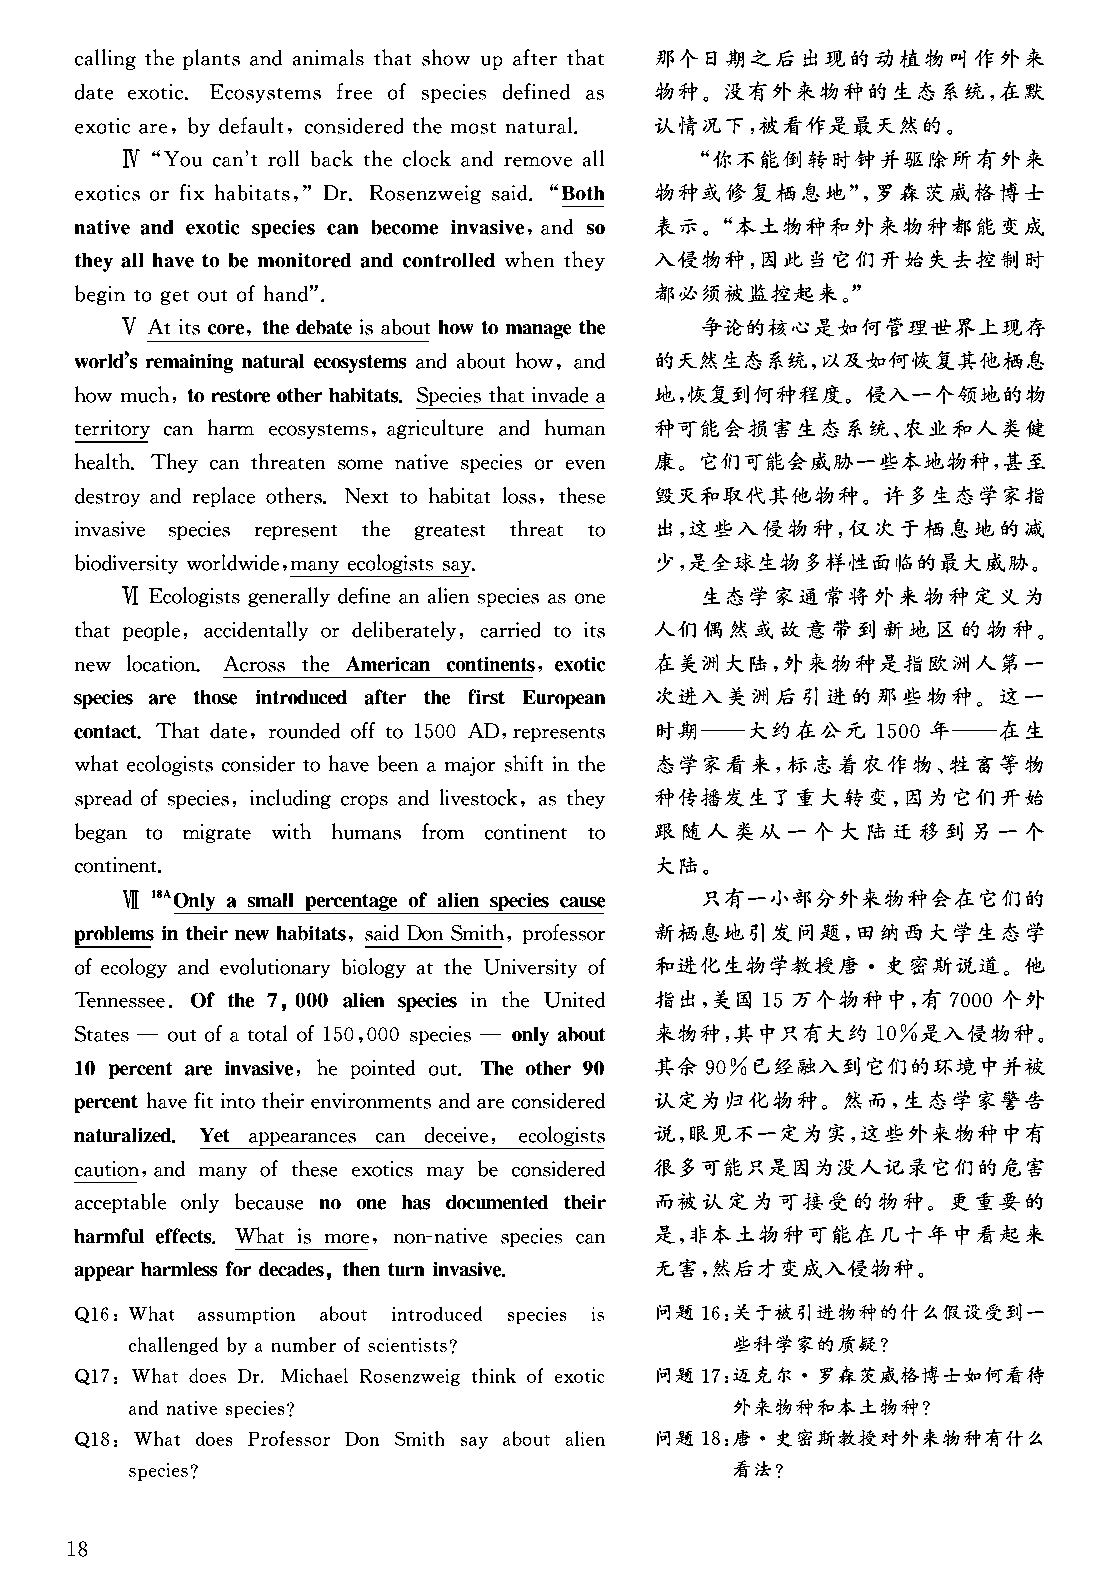 calling the plants and animals that show up after that
date exotic. Ecosystems free of species defined as
exotic are, by default, considered the most natural.
Ⅳ “You can't roll back the clock and remove all
exotics or fix habitats,” Dr. Rosenzweig said. “Both
native and exotic species can become invasive, and so
they all have to be monitored and controlled when they
begin to get out of hand”.
Ⅴ At its core, the debate is about how to manage the
world's remaining natural ecosystems and about how, and
how much, to restore other habitats. Species that invade a
territory can harm ecosystems, agriculture and human
health. They can threaten some native species or even
destroy and replace others. Next to habitat loss, these
invasive species represent the greatest threat to
biodiversity worldwide, many ecologists say.
Ⅵ Ecologists generally define an alien species as one
that people, accidentally or deliberately, carried to its
new location. Across the American continents, exotic
species are those introduced after the first European
contact. That date, rounded off to 1500 AD, represents
what ecologists consider to have been a major shift in the
spread of species, including crops and livestock, as they
began to migrate with humans from continent to
continent.
Ⅶ 18A Only a small percentage of alien species cause
problems in their new habitats, said Don Smith, professor
of ecology and evolutionary biology at the University of
Tennessee. Of the 7,000 alien species in the United
States — out of a total of 150,000 species — only about
10 percent are invasive, he pointed out. The other 90
percent have fit into their environments and are considered
naturalized. Yet appearances can deceive, ecologists
caution, and many of these exotics may be considered
acceptable only because no one has documented their
harmful effects. What is more, non-native species can
appear harmless for decades, then turn invasive.
Q16: What assumption about introduced species is
challenged by a number of scientists?
Q17: What does Dr. Michael Rosenzweig think of exotic
and native species?
Q18: What does Professor Don Smith say about alien
species?
那个日期之后出现的动植物叫作外来
物种。没有外来物种的生态系统,在默
认情况下,被看作是最天然的。
“你不能倒转时钟并驱除所有外来
物种或修复栖息地”,罗森茨威格博士
表示。“本土物种和外来物种都能变成
入侵物种,因此当它们开始失去控制时
都必须被监控起来。”
争论的核心是如何管理世界上现存
的天然生态系统,以及如何恢复其他栖息
地,恢复到何种程度。侵入一个领地的物
种可能会损害生态系统、农业和人类健
康。它们可能会威胁一些本地物种,甚至
毁灭和取代其他物种。许多生态学家指
出,这些入侵物种,仅次于栖息地的减
少,是全球生物多样性面临的最大威胁。
生态学家通常将外来物种定义为
人们偶然或故意带到新地区的物种。
在美洲大陆,外来物种是指欧洲人第一
次进入美洲后引进的那些物种。这一
时期——大约在公元 1500 年——在生
态学家看来,标志着农作物、牲畜等物
种传播发生了重大转变,因为它们开始
跟随人类从一个大陆迁移到另一个
大陆。
只有一小部分外来物种会在它们的
新栖息地引发问题,田纳西大学生态学
和进化生物学教授唐·史密斯说道。他
指出,美国 15 万个物种中,有 7000 个外
来物种,其中只有大约 10%是入侵物种。
其余 90%已经融入到它们的环境中并被
认定为归化物种。然而,生态学家警告
说,眼见不一定为实,这些外来物种中有
很多可能只是因为没人记录它们的危害
而被认定为可接受的物种。更重要的
是,非本土物种可能在几十年中看起来
无害,然后才变成入侵物种。
问题 16:关于被引进物种的什么假设受到一
些科学家的质疑?
问题 17:迈克尔·罗森茨威格博士如何看待
外来物种和本土物种?
问题 18:唐·史密斯教授对外来物种有什么
看法?
18